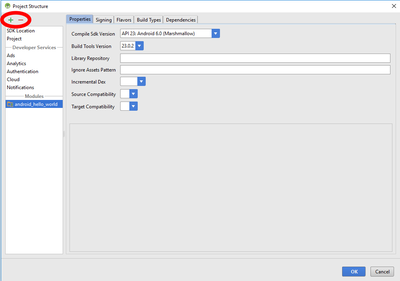 Project Structure
+ −
SDK Location
Project
Developer Services
Ads
Analytics
Authentication
Cloud
Notifications
Modules
android_hello_world
Properties Signing Flavors Build Types Dependencies
Compile Sdk Version API 23: Android 6.0 (Marshmallow)
Build Tools Version 23.0.2
Library Repository
Ignore Assets Pattern
Incremental Dex
Source Compatibility
Target Compatibility
OK Cancel